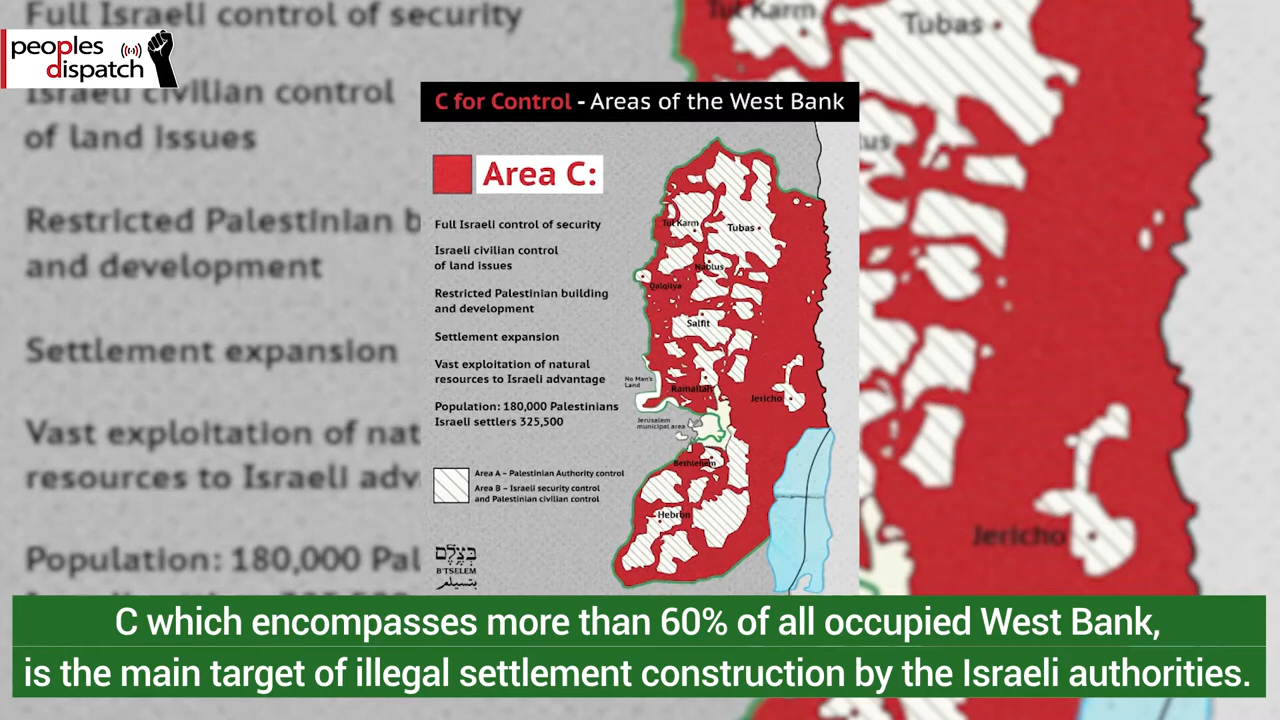 Full Israeli control of security
Tul Karm
Tubas
peoples
dispatch
Israeli civilian control
of land issues
C for Control - Areas of the West Bank
Area C:
Full Israeli control of security
Israeli civilian control
of land issues
Restricted Palestinian building
and development
Settlement expansion
Vast exploitation of natural
resources to Israeli advantage
Population: 180,000 Palestinians
Israeli settlers 325,500
Area A – Palestinian Authority control
Area B – Israeli security control
and Palestinian civilian control
בצלם
B'TSELEM
بتسيلم
Tul Karm
Tubas
Nablus
Qalqilya
Salfit
No Man's
Land
Ramallah
Jericho
Jerusalem
municipal area
Bethlehem
Hebron
Restricted Palestinian b
and development
Settlement expansion
Vast exploitation of nat
resources to Israeli adv
Population: 180,000 Pal
lus
Jericho
C which encompasses more than 60% of all occupied West Bank,
is the main target of illegal settlement construction by the Israeli authorities.